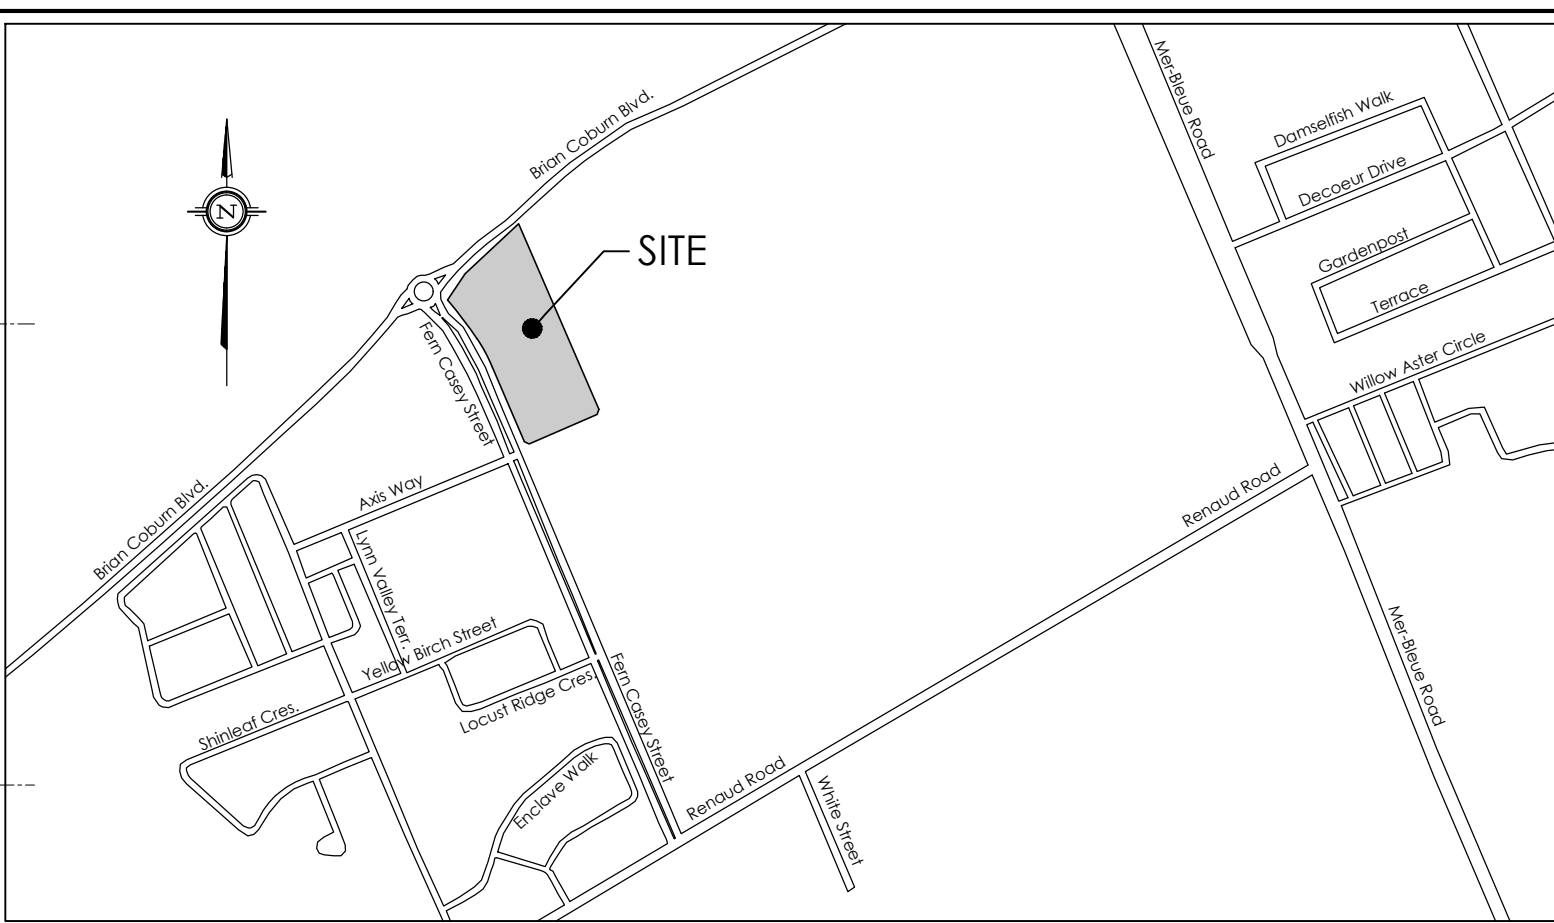 Mer-Bleue Road
Brian Coburn Blvd.
Damselfish Walk
Decoeur Drive
N
SITE
Gardenpost
Terrace
Fern Casey Street
Willow Aster Circle
Axis Way
Renaud Road
Brian Coburn Blvd.
Lynn Valley Terr.
Yellow Birch Street
Mer-Bleue Road
Locust Ridge Cres.
Fern Casey Street
Shinleaf Cres.
Enclave Walk
Renaud Road
White Street